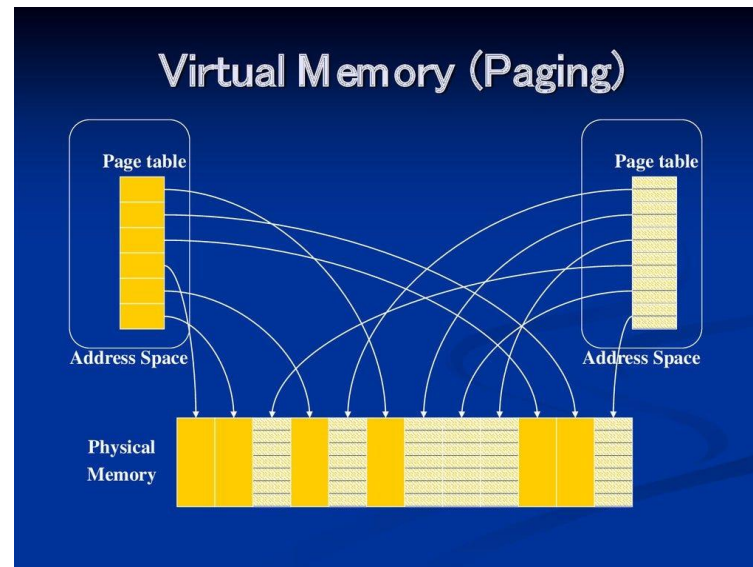 Virtual Memory (Paging)
Page table
Page table
Address Space
Address Space
Physical
Memory